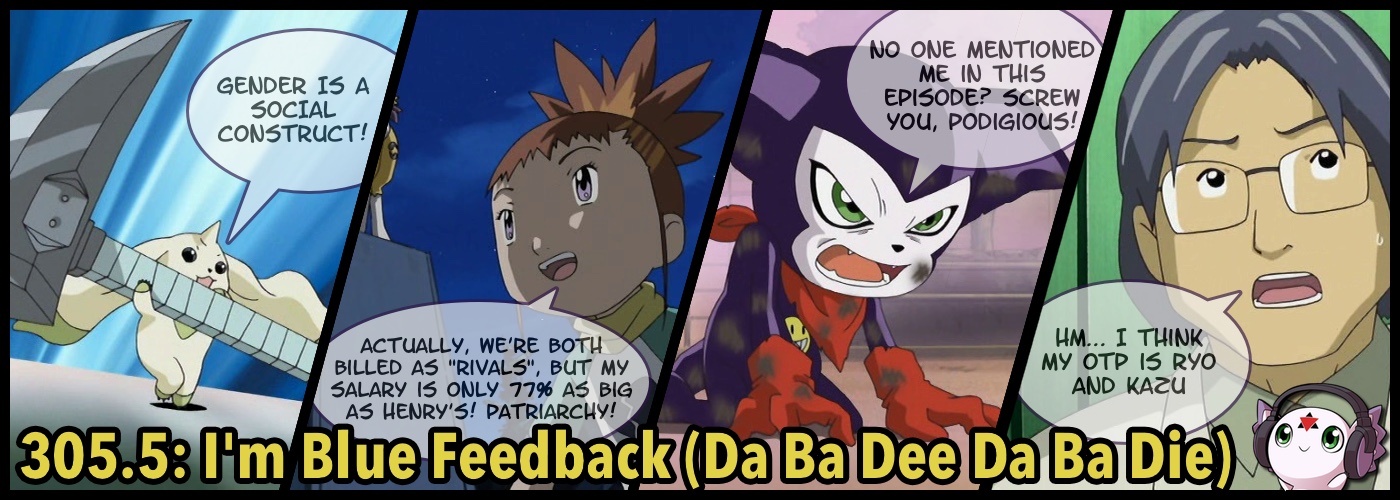 GENDER IS A
SOCIAL
CONSTRUCT!
ACTUALLY, WE'RE BOTH
BILLED AS "RIVALS", BUT MY
SALARY IS ONLY 77% AS BIG
AS HENRY'S! PATRIARCHY!
NO ONE MENTIONED
ME IN THIS
EPISODE? SCREW
YOU, PODIGIOUS!
HM... I THINK
MY OTP IS RYO
AND KAZU
305.5: I'm Blue Feedback (Da Ba Dee Da Ba Die)